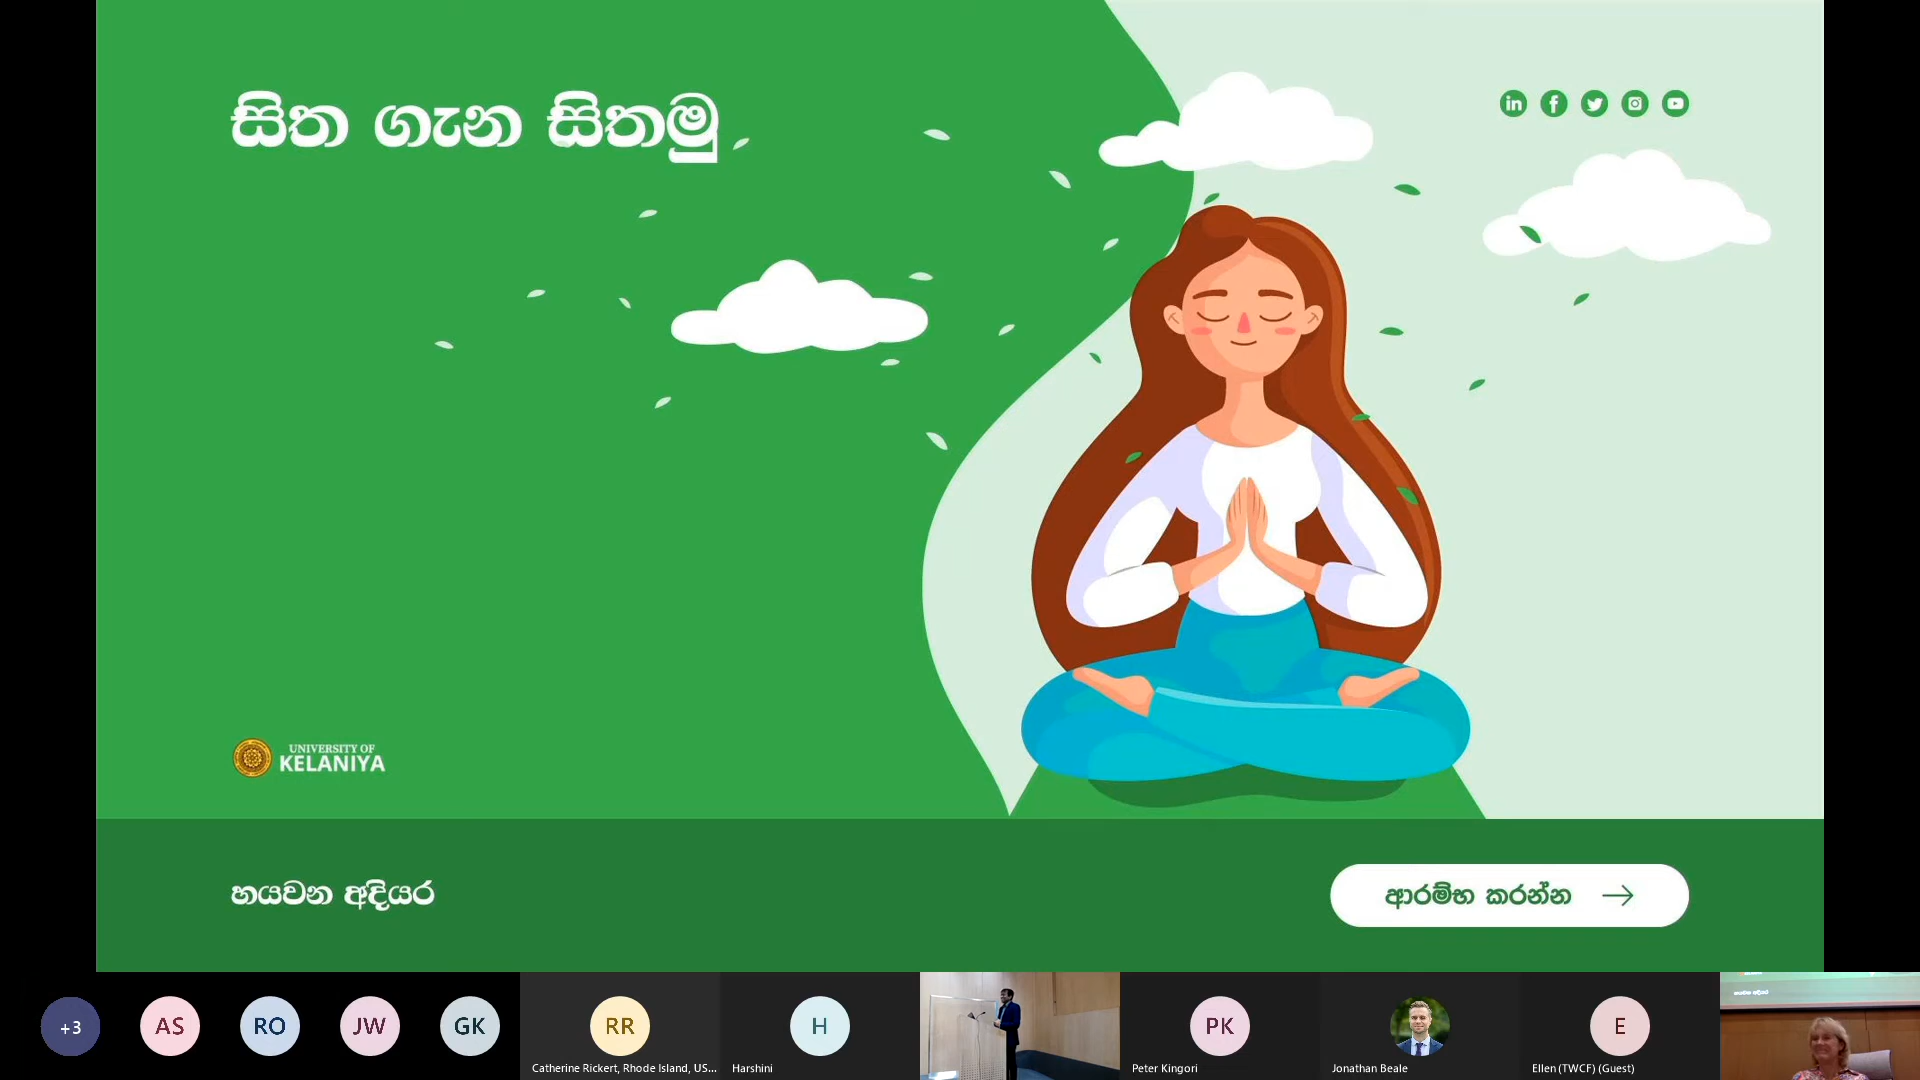 සිත ගැන සිතමු
UNIVERSITY OF
KELANIYA
හයවන අදියර
ආරම්භ කරන්න
+3
AS
RO
JW
GK
RR
Catherine Rickert, Rhode Island, US...
H
Harshini
PK
Peter Kingori
Jonathan Beale
E
Ellen (TWCF) (Guest)